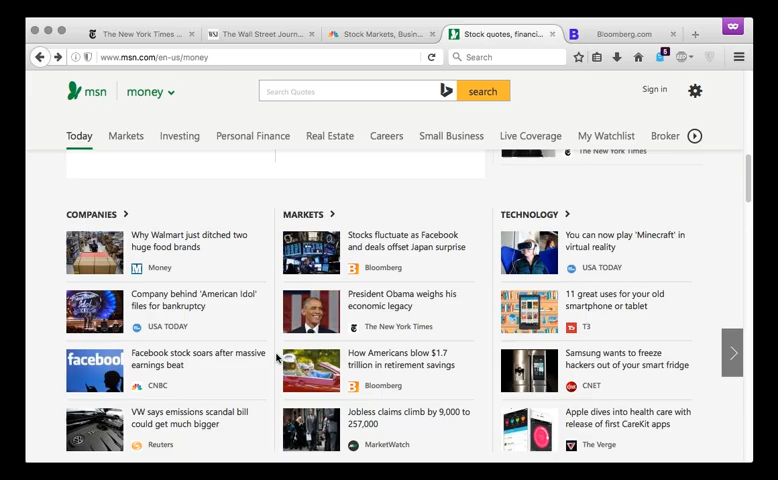 The New York Times ...
The Wall Street Journ...
Stock Markets, Busin...
Stock quotes, financi...
Bloomberg.com
www.msn.com/en-us/money
Search
5
msn
money
Search Quotes
search
Sign in
Today
Markets
Investing
Personal Finance
Real Estate
Careers
Small Business
Live Coverage
My Watchlist
Broker
The New York Times
COMPANIES
Why Walmart just ditched two
huge food brands
Money
Company behind 'American Idol'
files for bankruptcy
USA TODAY
facebook
Facebook stock soars after massive
earnings beat
CNBC
VW says emissions scandal bill
could get much bigger
Reuters
MARKETS
Stocks fluctuate as Facebook
and deals offset Japan surprise
Bloomberg
President Obama weighs his
economic legacy
The New York Times
How Americans blow $1.7
trillion in retirement savings
Bloomberg
Jobless claims climb by 9,000 to
257,000
MarketWatch
TECHNOLOGY
You can now play 'Minecraft' in
virtual reality
USA TODAY
11 great uses for your old
smartphone or tablet
T3
Samsung wants to freeze
hackers out of your smart fridge
CNET
Apple dives into health care with
release of first CareKit apps
The Verge